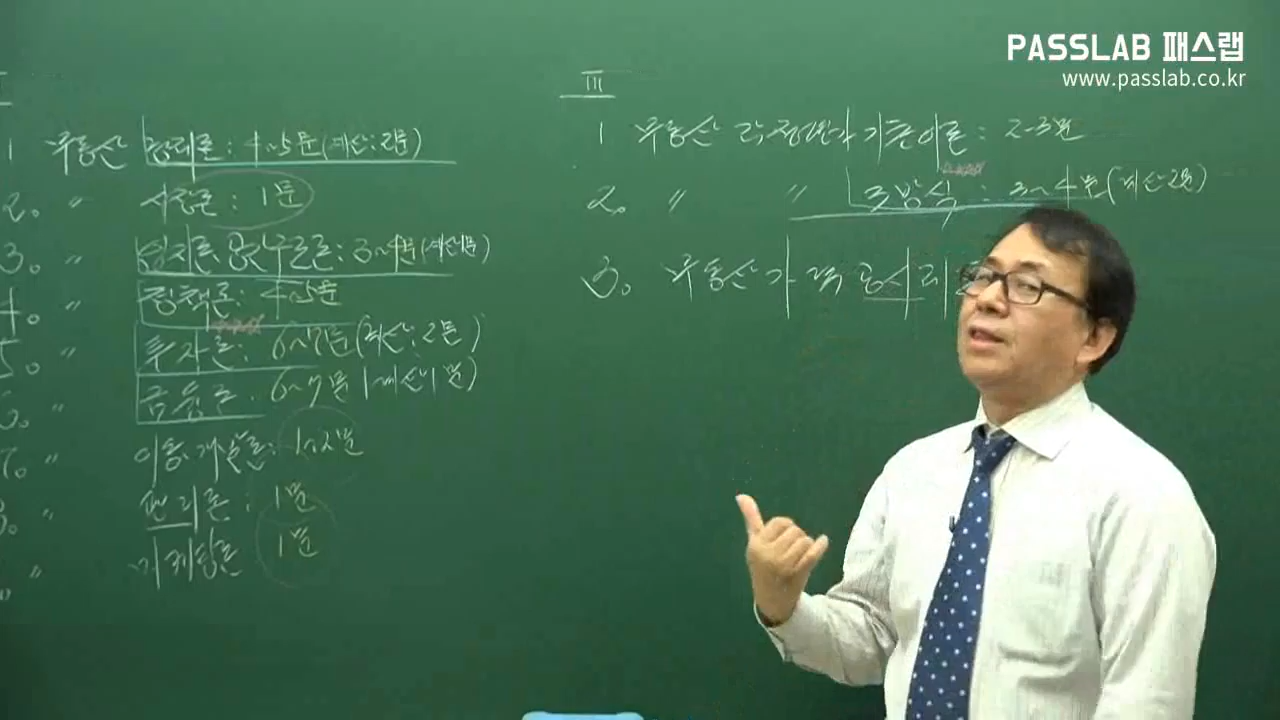 PASSLAB 패스랩
www.passlab.co.kr
1 부동산 경제론 : 4~5문(계산:2문)
2. 〃 시장론 : 1문
3. 〃 입지론 및 공간구조론 : 3~4문(계산1문)
4. 〃 정책론 : 4~5문
5. 〃 투자론 : 6~7문(계산:2문)
〃 금융론 : 6~7문(계산1문)
7. 〃 이용·개발론 : 1~2문
〃 관리론 : 1문
〃 마케팅론 1문
III
1 부동산 감정평가 기초이론 : 2~3문
2. 〃 〃 3방식 : 3~4문(계산2문)
3. 부동산가격공시